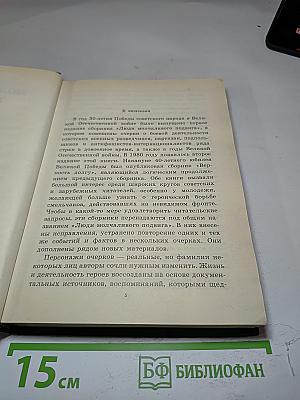 К читателю
В год 30-летия Победы советского народа в Вели-
кой Отечественной войне было выпущено первое
издание сборника «Люди молчаливого подвига», в
котором помещены очерки о боевой деятельности
советских военных разведчиков, партизан, подполь-
щиков и антифашистов-интернационалистов ряда
стран в довоенное время, а также в годы Великой
Отечественной войны. В 1980 году появилось второе
издание этой книги. Накануне 40-летнего юбилея
Великой Победы был опубликован сборник «Вер-
ность долгу», являющийся логическим продолже-
нием предыдущего сборника. Обе книги вызвали
большой интерес среди широких кругов советских
и зарубежных читателей, особенно у молодежи,
желающей больше узнать о героической борьбе
смельчаков, действовавших на невидимом фронте.
Чтобы в какой-то мере удовлетворить читательские
запросы, эти сборники переиздаются под общим на-
званием «Люди молчаливого подвига». В них внесе-
ны исправления, устранено повторение одних и тех
же событий и фактов в нескольких очерках. Они
дополнены рядом новых материалов.
Персонажи очерков — реальные, но фамилии не-
которых лиц авторы сочли нужным изменить. Жизнь
и деятельность героев воссозданы на основе докумен-
тальных источников, воспоминаний, которыми щед-
5
15 см
БФ БИБЛИОФАН